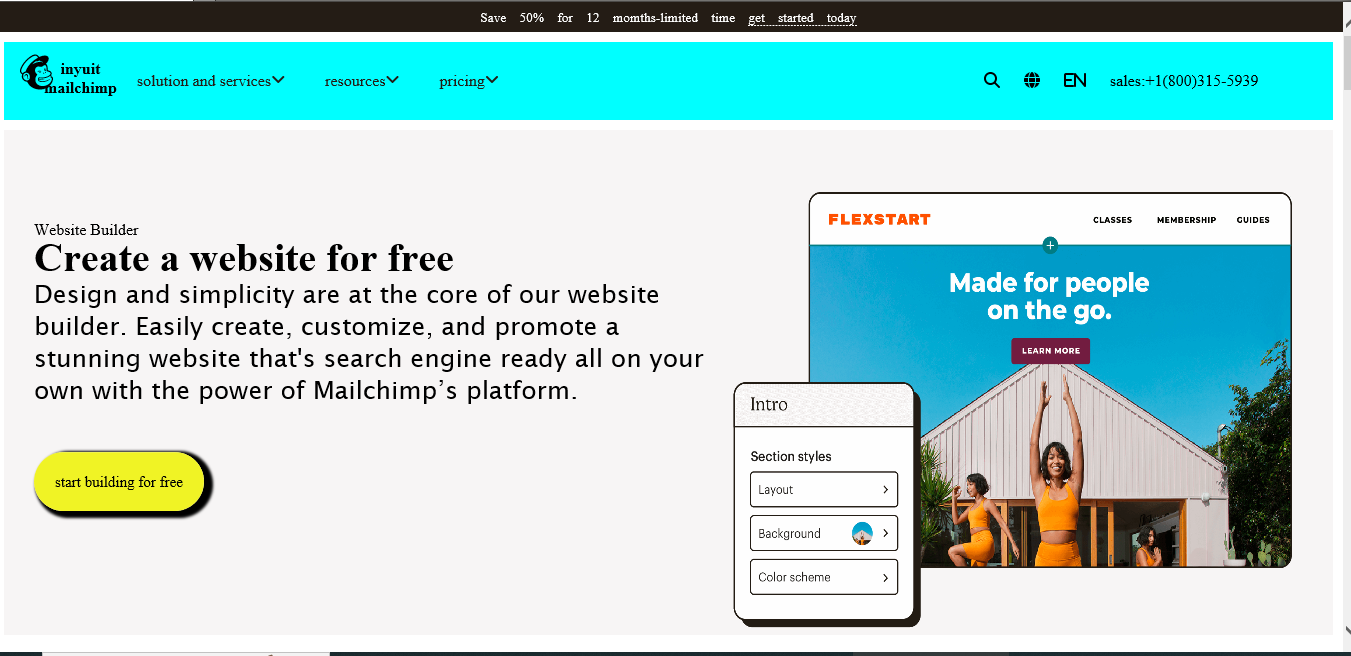 Save 50% for 12 momths-limited time get started today
inyuit
mailchimp
solution and services
resources
pricing
EN
sales:+1(800)315-5939
Website Builder
Create a website for free
Design and simplicity are at the core of our website
builder. Easily create, customize, and promote a
stunning website that's search engine ready all on your
own with the power of Mailchimp’s platform.
start building for free
FLEXSTART
CLASSES MEMBERSHIP GUIDES
Made for people
on the go.
LEARN MORE
Intro
Section styles
Layout
Background
Color scheme